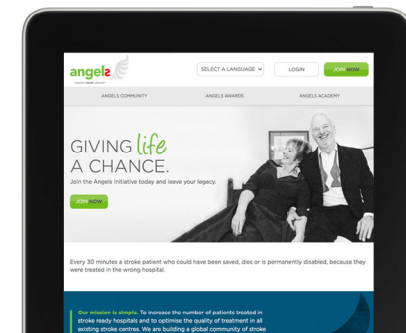 angels
SELECT A LANGUAGE
LOGIN
JOIN NOW
ANGELS COMMUNITY
ANGELS AWARDS
ANGELS ACADEMY
GIVING life
A CHANCE.
Join the Angels initiative today and leave your legacy.
JOIN NOW
Every 30 minutes a stroke patient who could have been saved, dies or is permanently disabled, because they
were treated in the wrong hospital.
Our mission is simple. To increase the number of patients treated in
stroke ready hospitals and to optimise the quality of treatment in all
existing stroke centres. We are building a global community of stroke